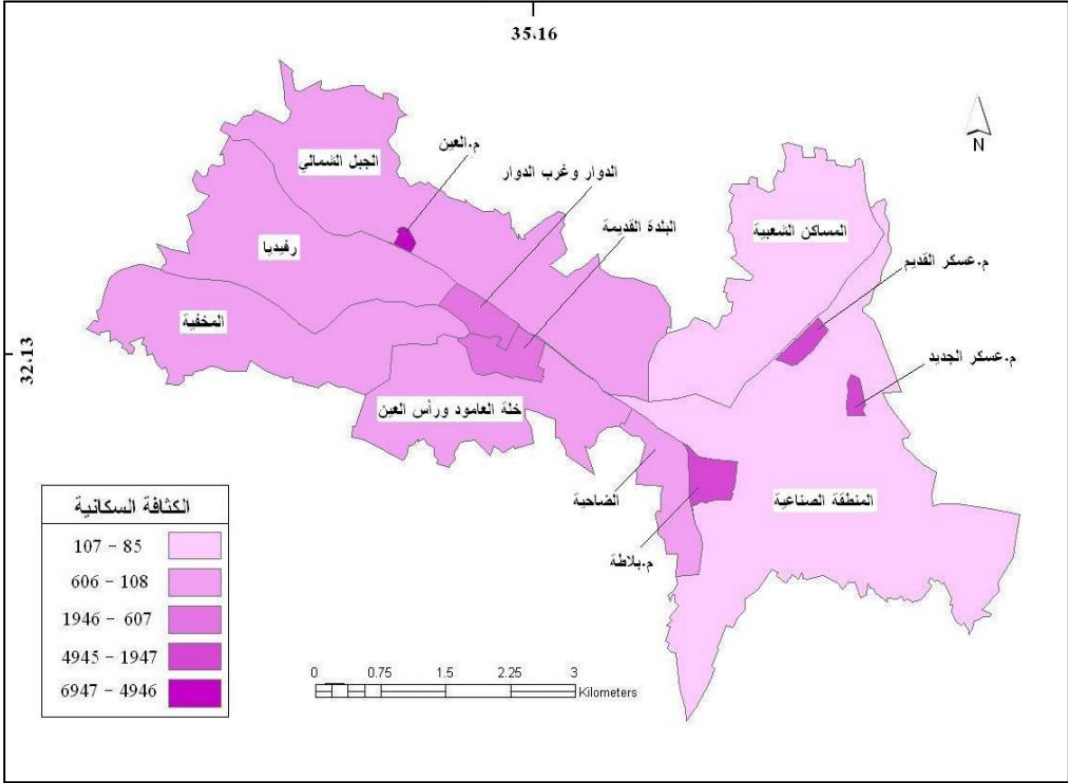 35.16
م.العين
الجبل الشمالي
الدوار وغرب الدوار
البلدة القديمة
المساكن الشعبية
رفيديا
م.عسكر القديم
المخفية
32.13
م.عسكر الجديد
خلة العامود ورأس العين
الضاحية
المنطقة الصناعية
م.بلاطة
N
الكثافة السكانية
107 - 85
606 - 108
1946 - 607
4945 - 1947
6947 - 4946
0 0.75 1.5 2.25 3
Kilometers